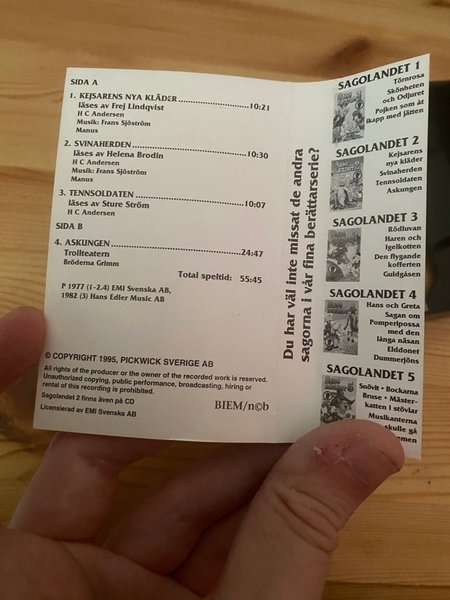 SIDA A
1. KEJSARENS NYA KLÄDER....................10:21
läses av Frej Lindqvist
H C Andersen
Musik: Frans Sjöström
Manus
2. SVINAHERDEN....................10:30
läses av Helena Brodin
H C Andersen
Musik: Frans Sjöström
Manus
3. TENNSOLDATEN....................10:07
läses av Sture Ström
H C Andersen
SIDA B
4. ASKUNGEN....................24:47
Trollteatern
Bröderna Grimm
Total speltid: 55:45
P 1977 (1-2.4) EMI Svenska AB,
1982 (3) Hans Edler Music AB
© COPYRIGHT 1995, PICKWICK SVERIGE AB
All rights of the producer or the owner of the recorded work is reserved.
Unauthorized copying, public performance, broadcasting, hiring or
rental of this recording is prohibited.
Sagolandet 2 finns även på CD
Licensierad av EMI Svenska AB
BIEM/n©b
Du har väl inte missat de andra
sagorna i vår fina berättarserie?
SAGOLANDET 1
Törnrosa
Skönheten
och Odjuret
Pojken som åt
ikapp med jätten
SAGOLANDET 2
Kejsarens
nya kläder
Svinaherden
Tennsoldaten
Askungen
SAGOLANDET 3
Rödluvan
Haren och
Igelkotten
Den flygande
kofferten
Guldgåsen
SAGOLANDET 4
Hans och Greta
Sagan om
Pomperipossa
med den
långa näsan
Elddonet
Dummerjöns
SAGOLANDET 5
Snövit • Bockarna
Bruse • Mäster-
katten i stövlar
Musikanterna
skulle gå